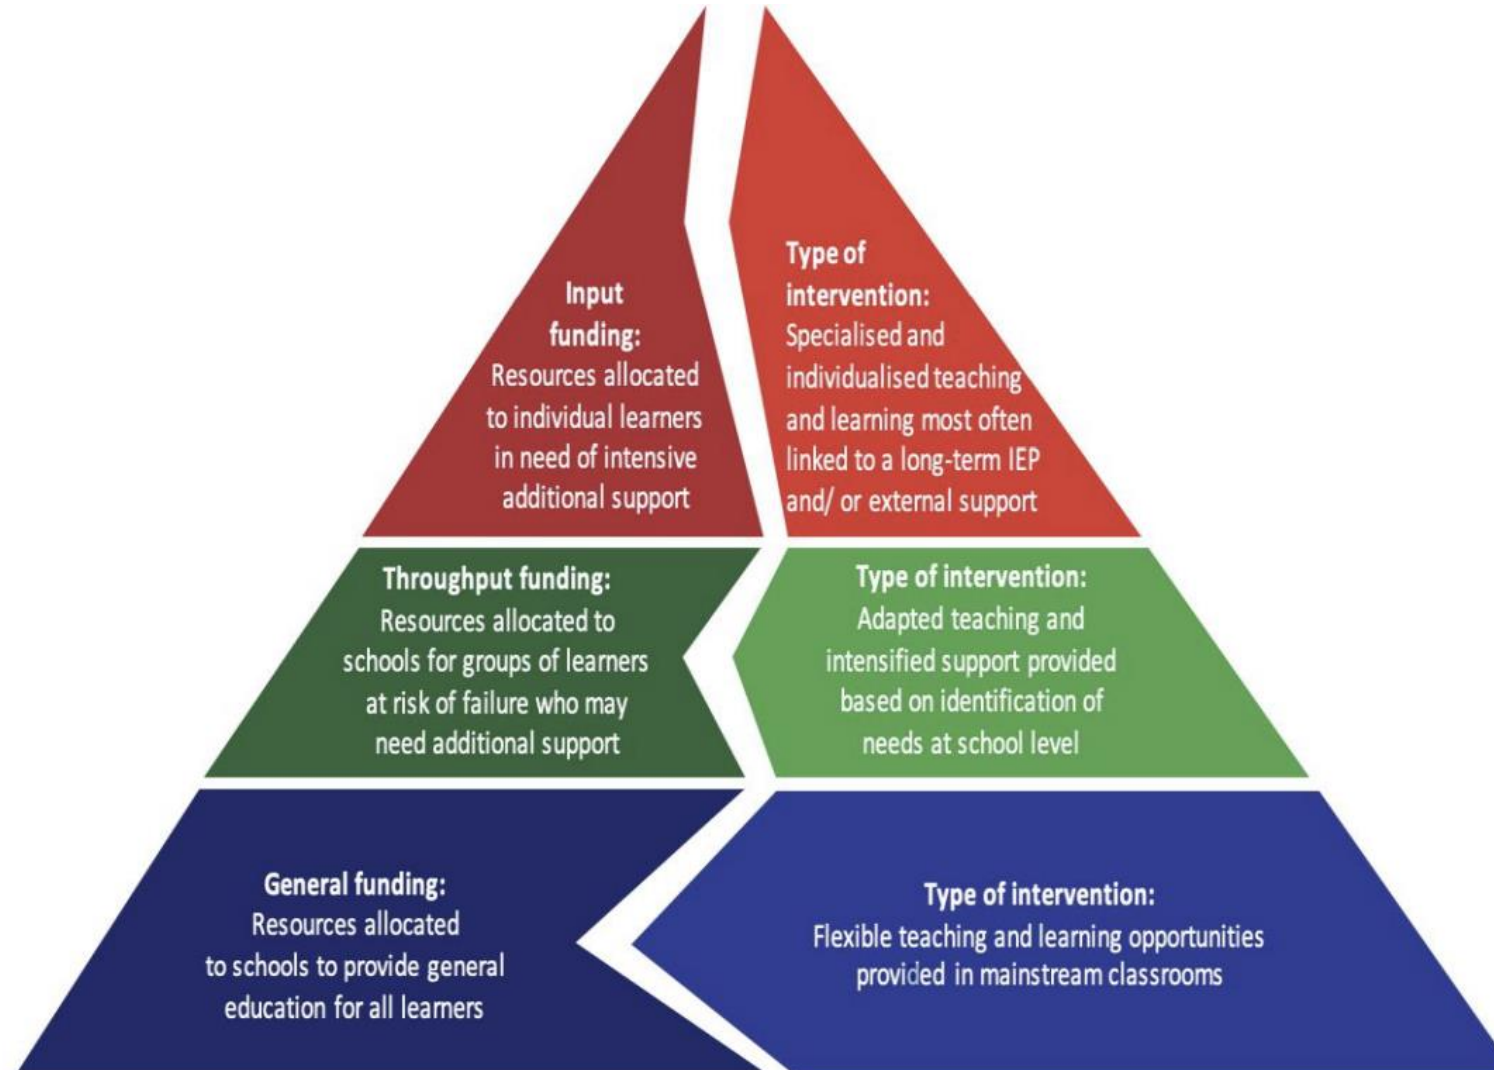 Input
funding:
Resources allocated
to individual learners
in need of intensive
additional support
Type of
intervention:
Specialised and
individualised teaching
and learning most often
linked to a long-term IEP
and/ or external support
Throughput funding:
Resources allocated to
schools for groups of learners
at risk of failure who may
need additional support
Type of intervention:
Adapted teaching and
intensified support provided
based on identification of
needs at school level
General funding:
Resources allocated
to schools to provide general
education for all learners
Type of intervention:
Flexible teaching and learning opportunities
provided in mainstream classrooms